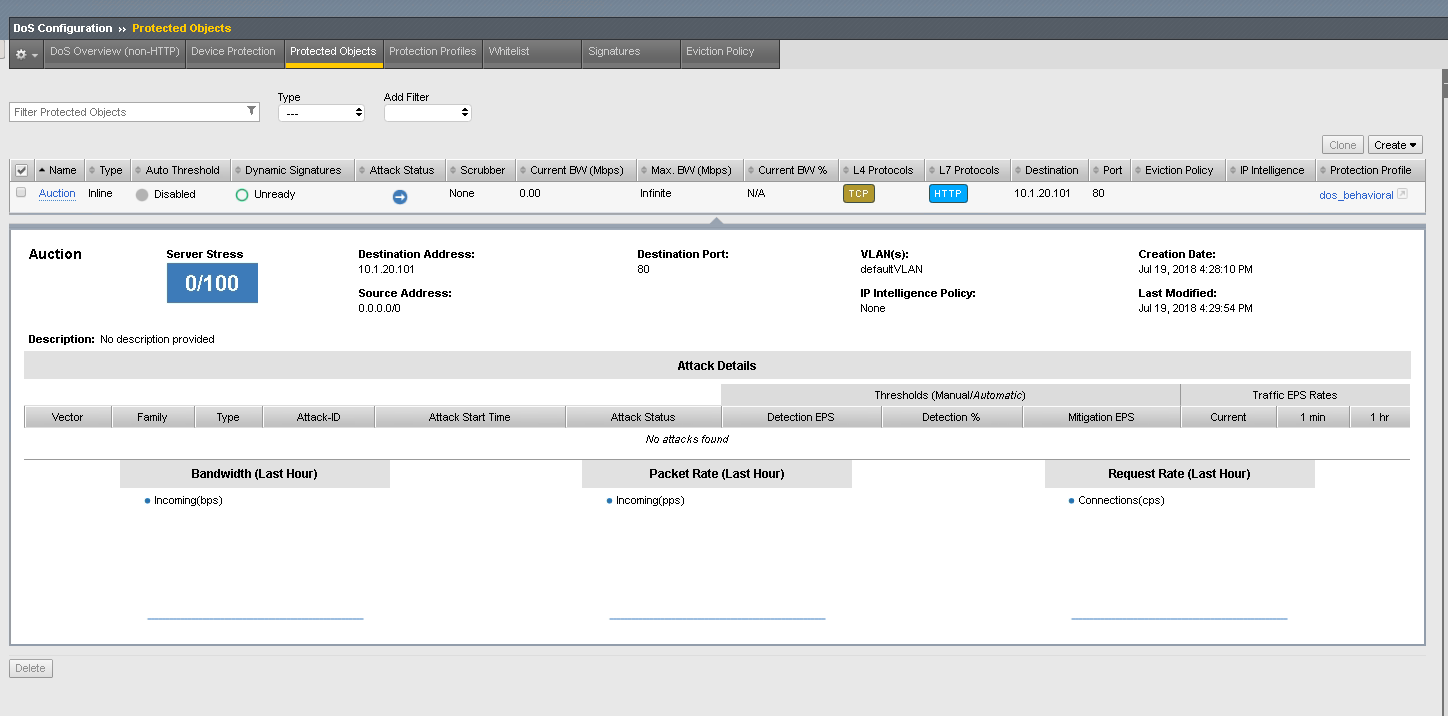 DoS Configuration ›› Protected Objects
DoS Overview (non-HTTP) Device Protection Protected Objects Protection Profiles Whitelist Signatures Eviction Policy
Type Add Filter
Filter Protected Objects ---
Clone Create
Name Type Auto Threshold Dynamic Signatures Attack Status Scrubber Current BW (Mbps) Max. BW (Mbps) Current BW % L4 Protocols L7 Protocols Destination Port Eviction Policy IP Intelligence Protection Profile
Auction Inline Disabled Unready None 0.00 Infinite N/A TCP HTTP 10.1.20.101 80 dos_behavioral
Auction Server Stress Destination Address: Destination Port: VLAN(s): Creation Date:
0/100 10.1.20.101 80 defaultVLAN Jul 19, 2018 4:28:10 PM
Source Address: IP Intelligence Policy: Last Modified:
0.0.0.0/0 None Jul 19, 2018 4:29:54 PM
Description: No description provided
Attack Details
Thresholds (Manual/Automatic) Traffic EPS Rates
Vector Family Type Attack-ID Attack Start Time Attack Status Detection EPS Detection % Mitigation EPS Current 1 min 1 hr
No attacks found
Bandwidth (Last Hour) Packet Rate (Last Hour) Request Rate (Last Hour)
Incoming(bps) Incoming(pps) Connections(cps)
Delete